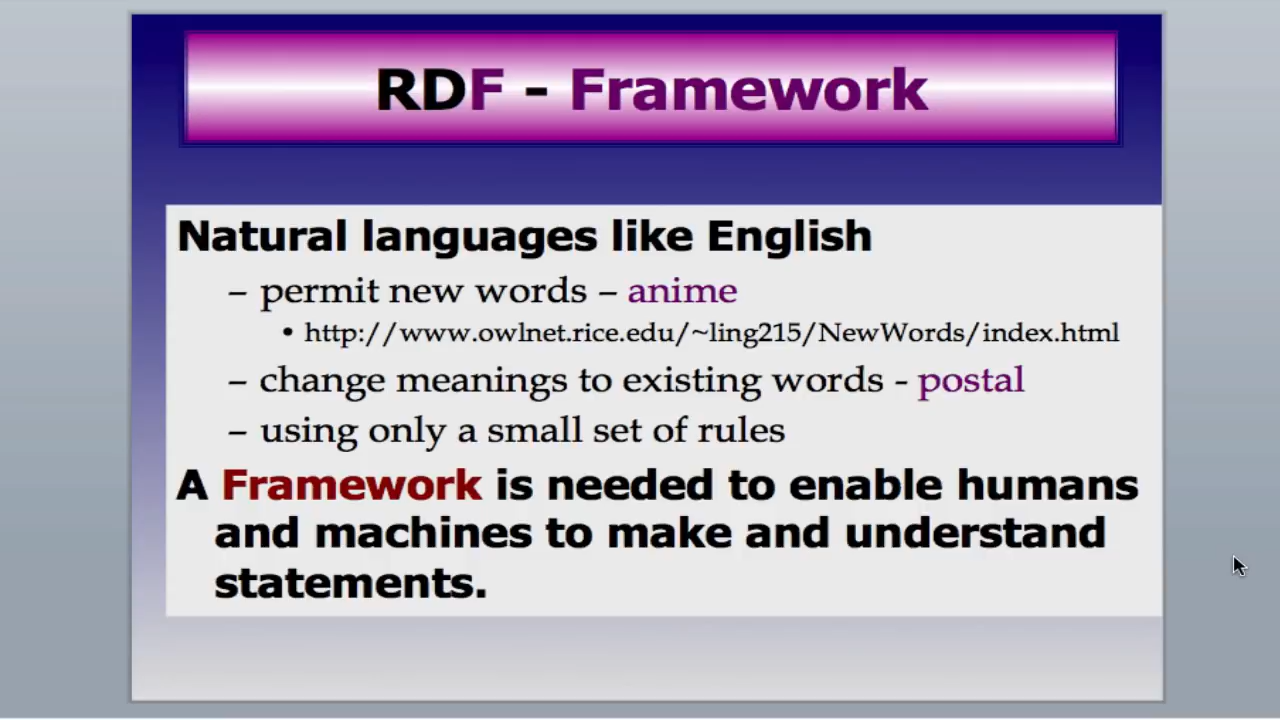 RDF - Framework
Natural languages like English
– permit new words – anime
• http://www.owlnet.rice.edu/~ling215/NewWords/index.html
– change meanings to existing words - postal
– using only a small set of rules
A Framework is needed to enable humans
and machines to make and understand
statements.